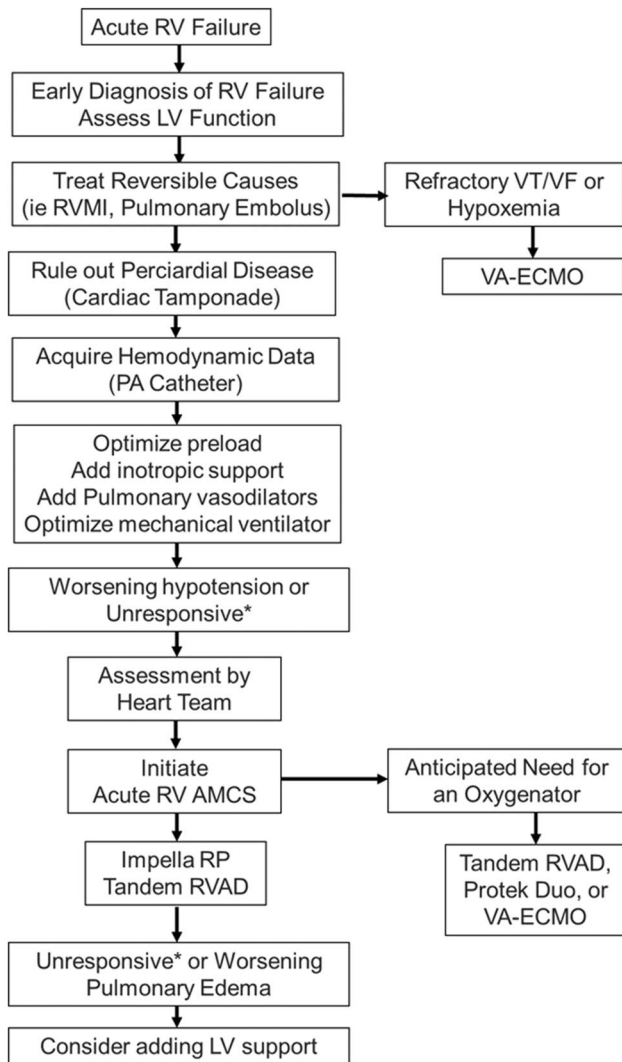 Acute RV Failure
Early Diagnosis of RV Failure
Assess LV Function
Treat Reversible Causes
(ie RVMI, Pulmonary Embolus)
Refractory VT/VF or
Hypoxemia
VA-ECMO
Rule out Perciardial Disease
(Cardiac Tamponade)
Acquire Hemodynamic Data
(PA Catheter)
Optimize preload
Add inotropic support
Add Pulmonary vasodilators
Optimize mechanical ventilator
Worsening hypotension or
Unresponsive*
Assessment by
Heart Team
Initiate
Acute RV AMCS
Anticipated Need for
an Oxygenator
Impella RP
Tandem RVAD
Tandem RVAD,
Protek Duo, or
VA-ECMO
Unresponsive* or Worsening
Pulmonary Edema
Consider adding LV support